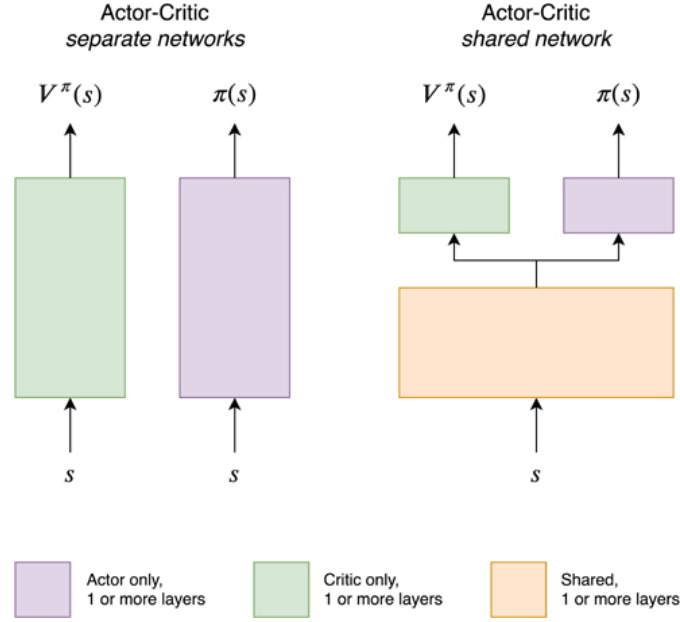 Actor-Critic
separate networks
Actor-Critic
shared network
V^π(s)
π(s)
V^π(s)
π(s)
s
s
s
Actor only,
1 or more layers
Critic only,
1 or more layers
Shared,
1 or more layers